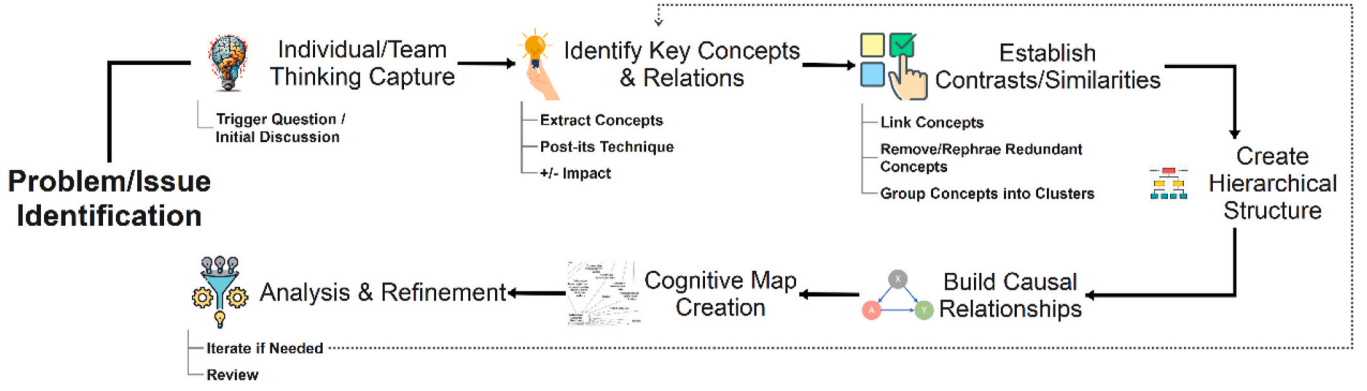 Individual/Team
Thinking Capture
Trigger Question /
Initial Discussion
Identify Key Concepts
& Relations
Extract Concepts
Post-its Technique
+/- Impact
Establish
Contrasts/Similarities
Link Concepts
Remove/Rephrae Redundant
Concepts
Group Concepts into Clusters
Problem/Issue
Identification
Create
Hierarchical
Structure
Build Causal
Relationships
X
A
Y
Cognitive Map
Creation
Analysis & Refinement
Iterate if Needed
Review